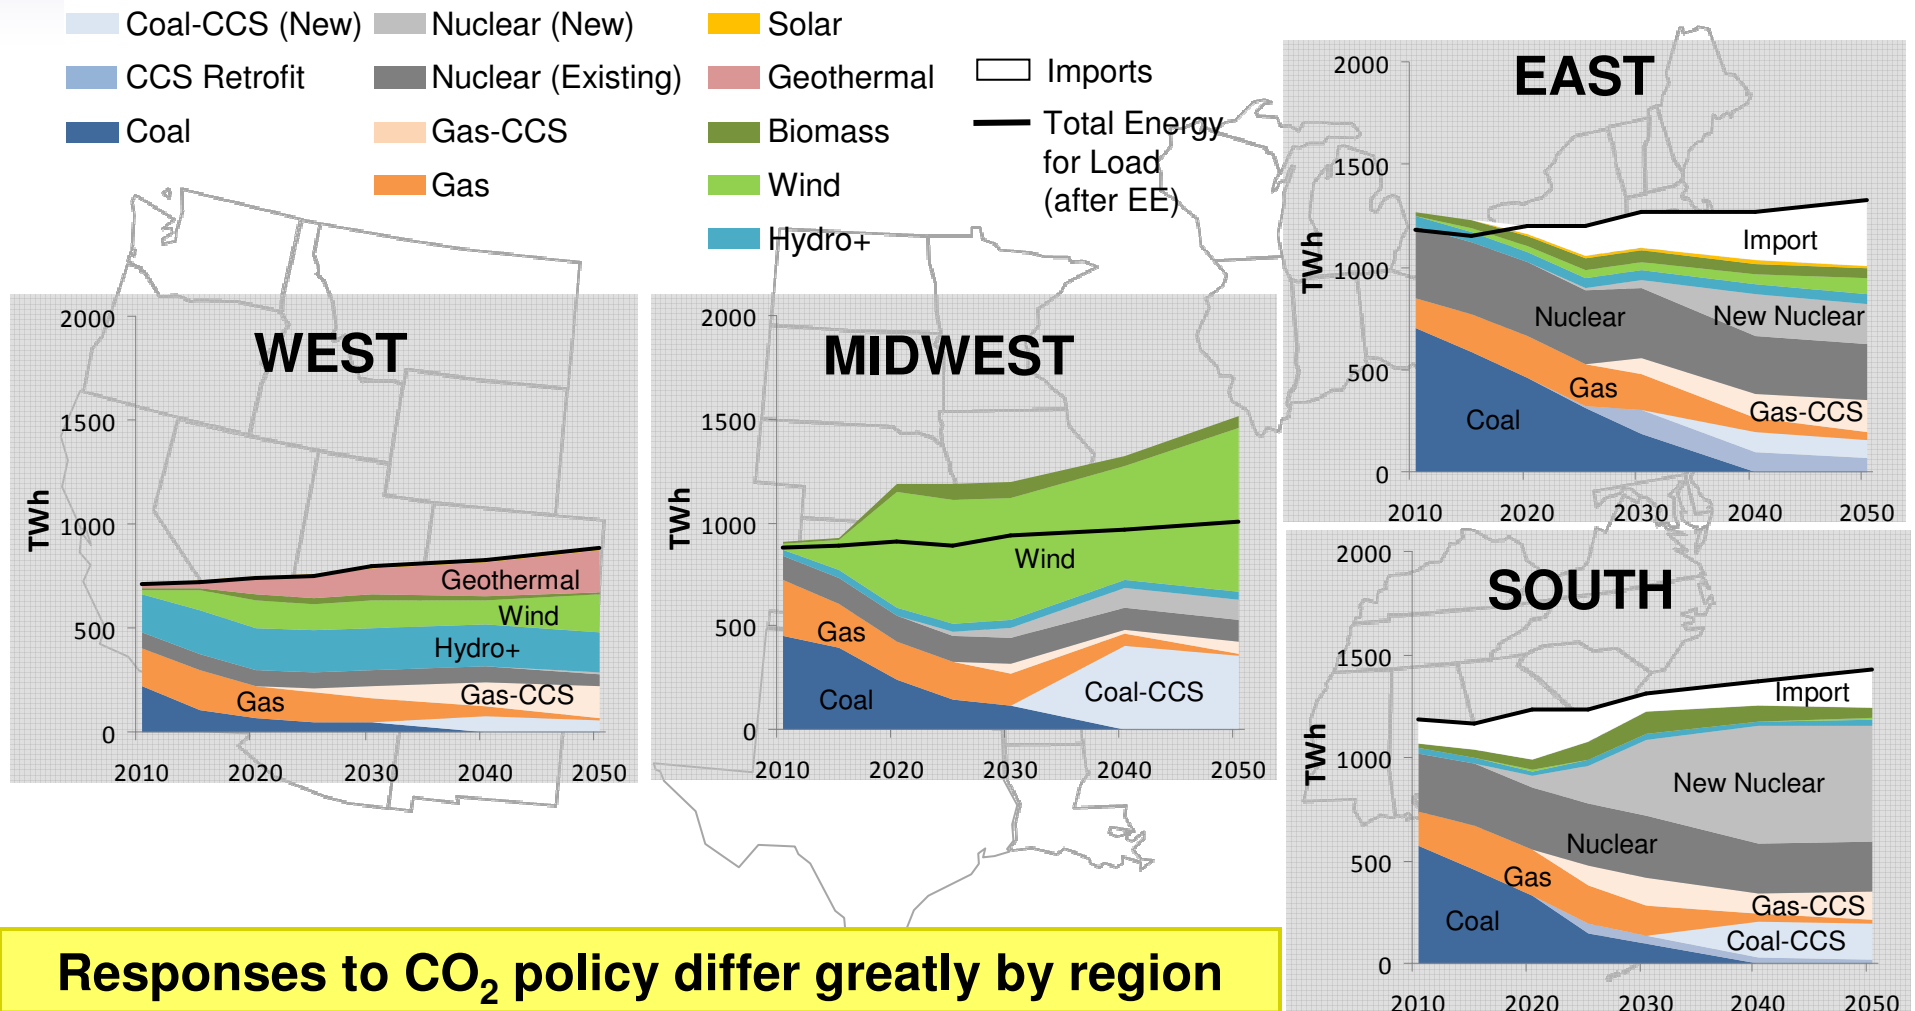 Coal-CCS (New)
CCS Retrofit
Coal
Nuclear (New)
Nuclear (Existing)
Gas-CCS
Gas
Solar
Geothermal
Biomass
Wind
Hydro+
Imports
Total Energy
for Load
(after EE)
WEST
TWh
2000
1500
1000
500
0
Geothermal
Wind
Hydro+
Gas-CCS
Gas
2010 2020 2030 2040 2050
MIDWEST
TWh
2000
1500
1000
500
0
Wind
Gas
Coal
Coal-CCS
2010 2020 2030 2040 2050
EAST
TWh
2000
1500
1000
500
0
Import
Nuclear
New Nuclear
Gas
Gas-CCS
Coal
2010 2020 2030 2040 2050
SOUTH
TWh
2000
1500
1000
500
0
Import
New Nuclear
Nuclear
Gas
Gas-CCS
Coal
Coal-CCS
2010 2020 2030 2040 2050
Responses to CO₂ policy differ greatly by region